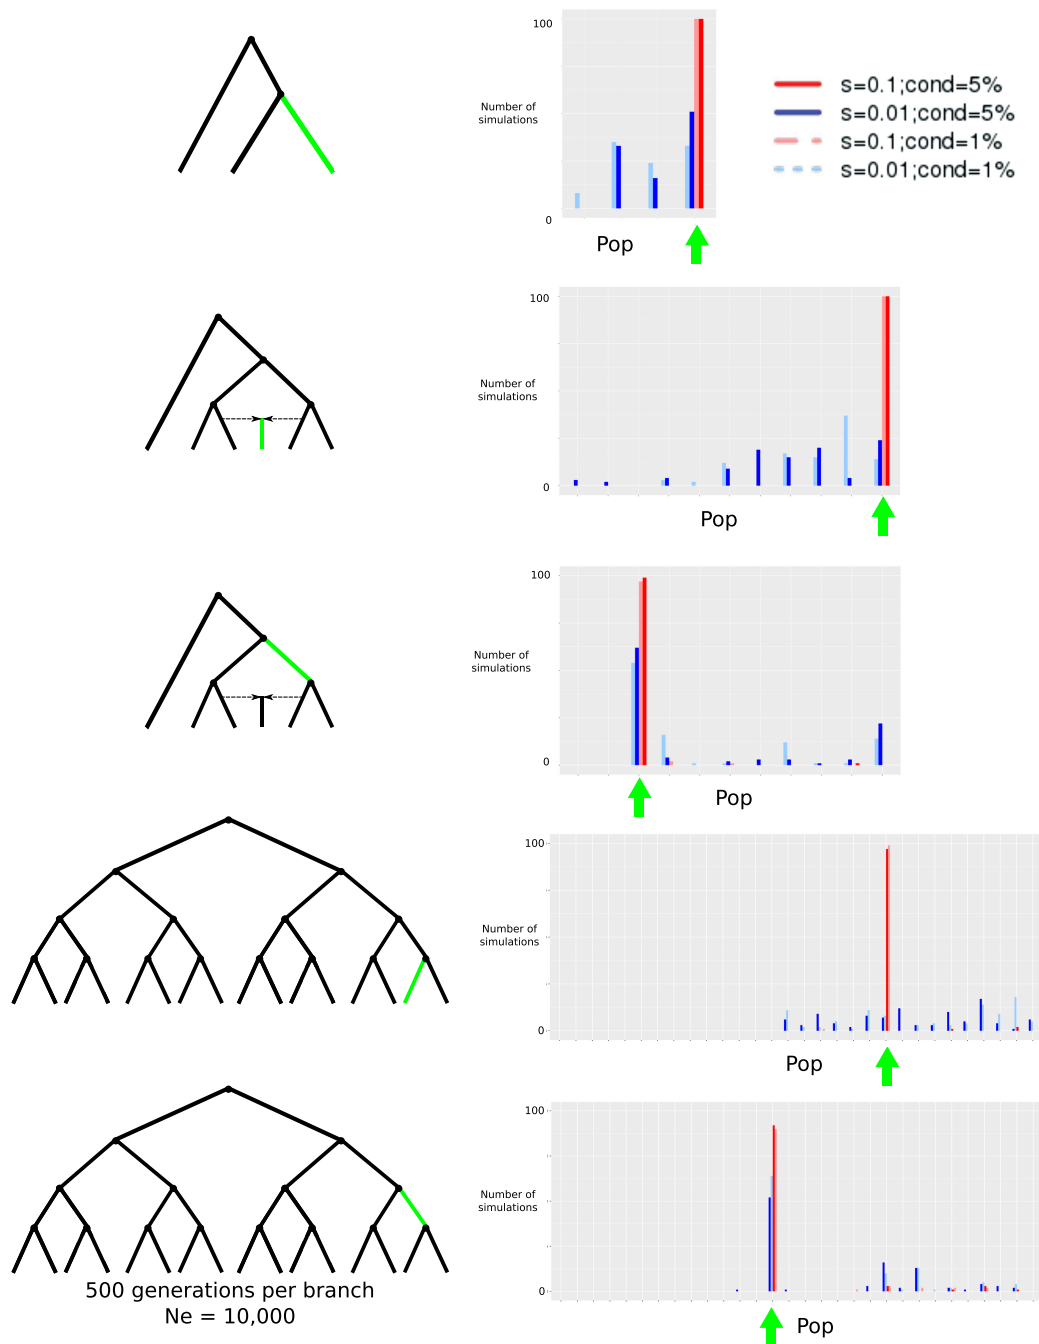 100
Number of
simulations
0
Pop
s=0.1;cond=5%
s=0.01;cond=5%
s=0.1;cond=1%
s=0.01;cond=1%
100
Number of
simulations
0
Pop
100
Number of
simulations
0
Pop
100
Number of
simulations
0
Pop
100
Number of
simulations
0
Pop
500 generations per branch
Ne = 10,000